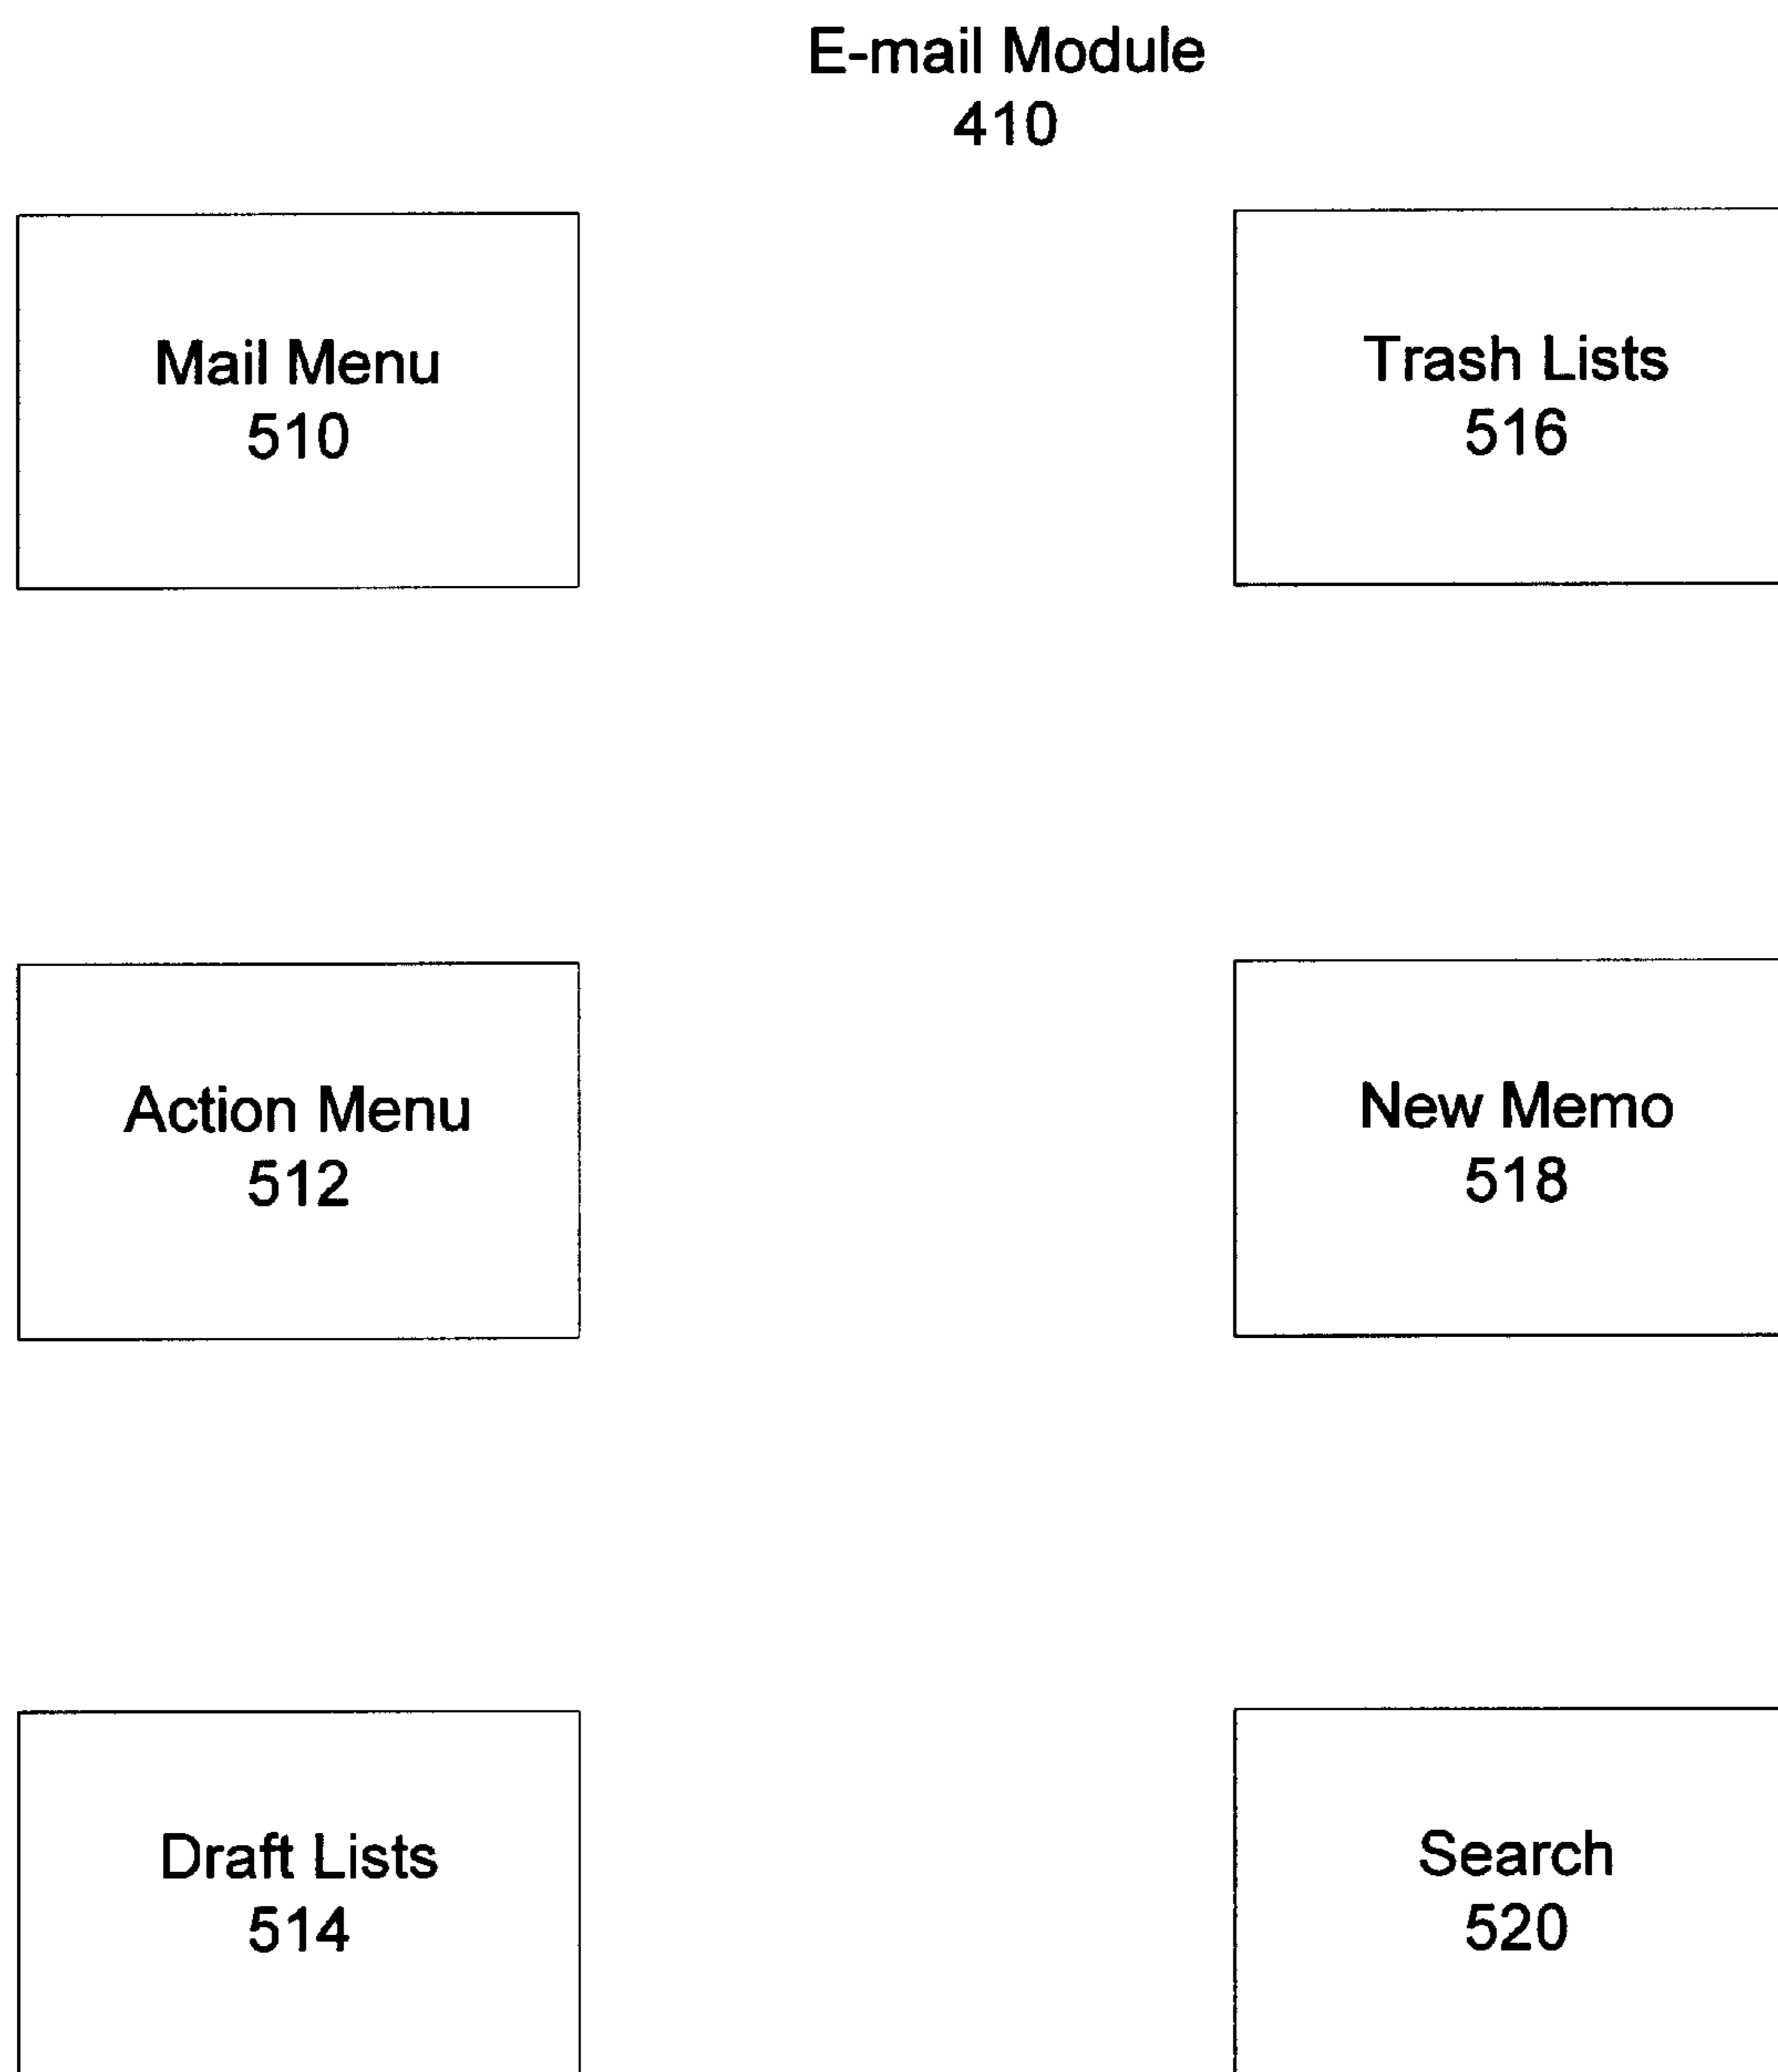 E-mail Module
410
Mail Menu
510
Trash Lists
516
Action Menu
512
New Memo
518
Draft Lists
514
Search
520